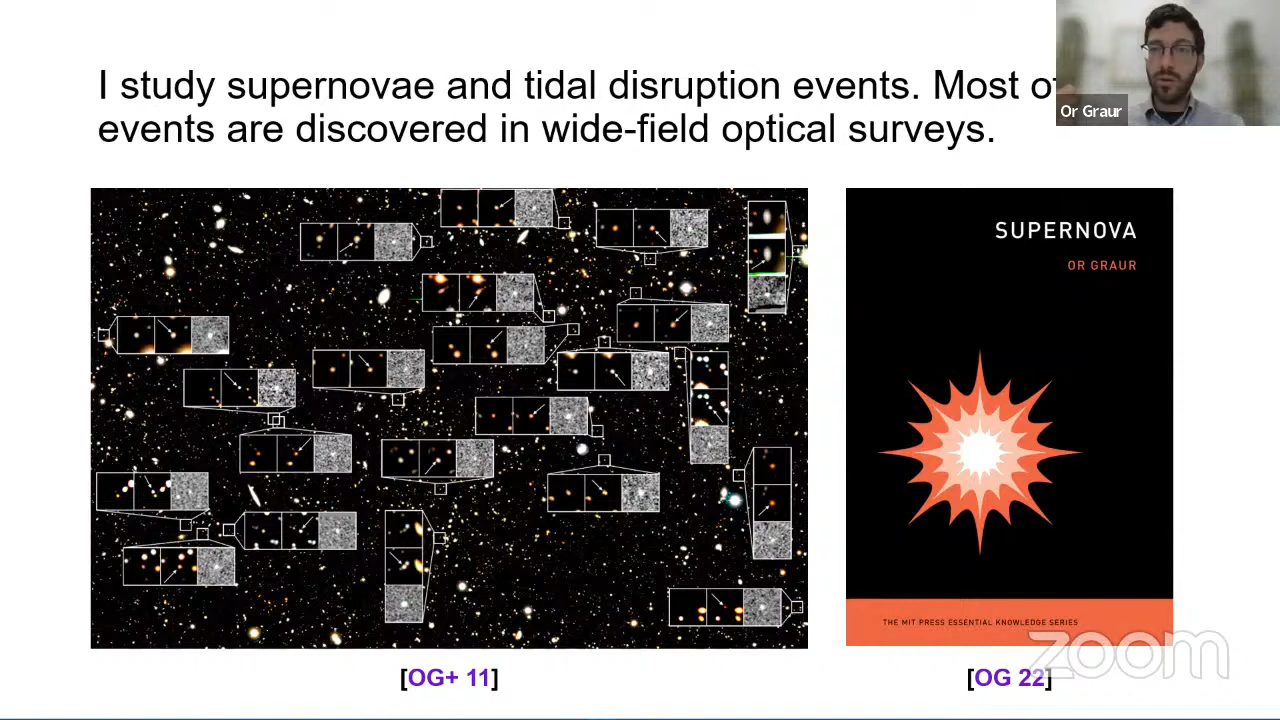 I study supernovae and tidal disruption events. Most of
events are discovered in wide-field optical surveys.
Or Graur
SUPERNOVA
OR GRAUR
THE MIT PRESS ESSENTIAL KNOWLEDGE SERIES
zoom
[OG+ 11]
[OG 22]